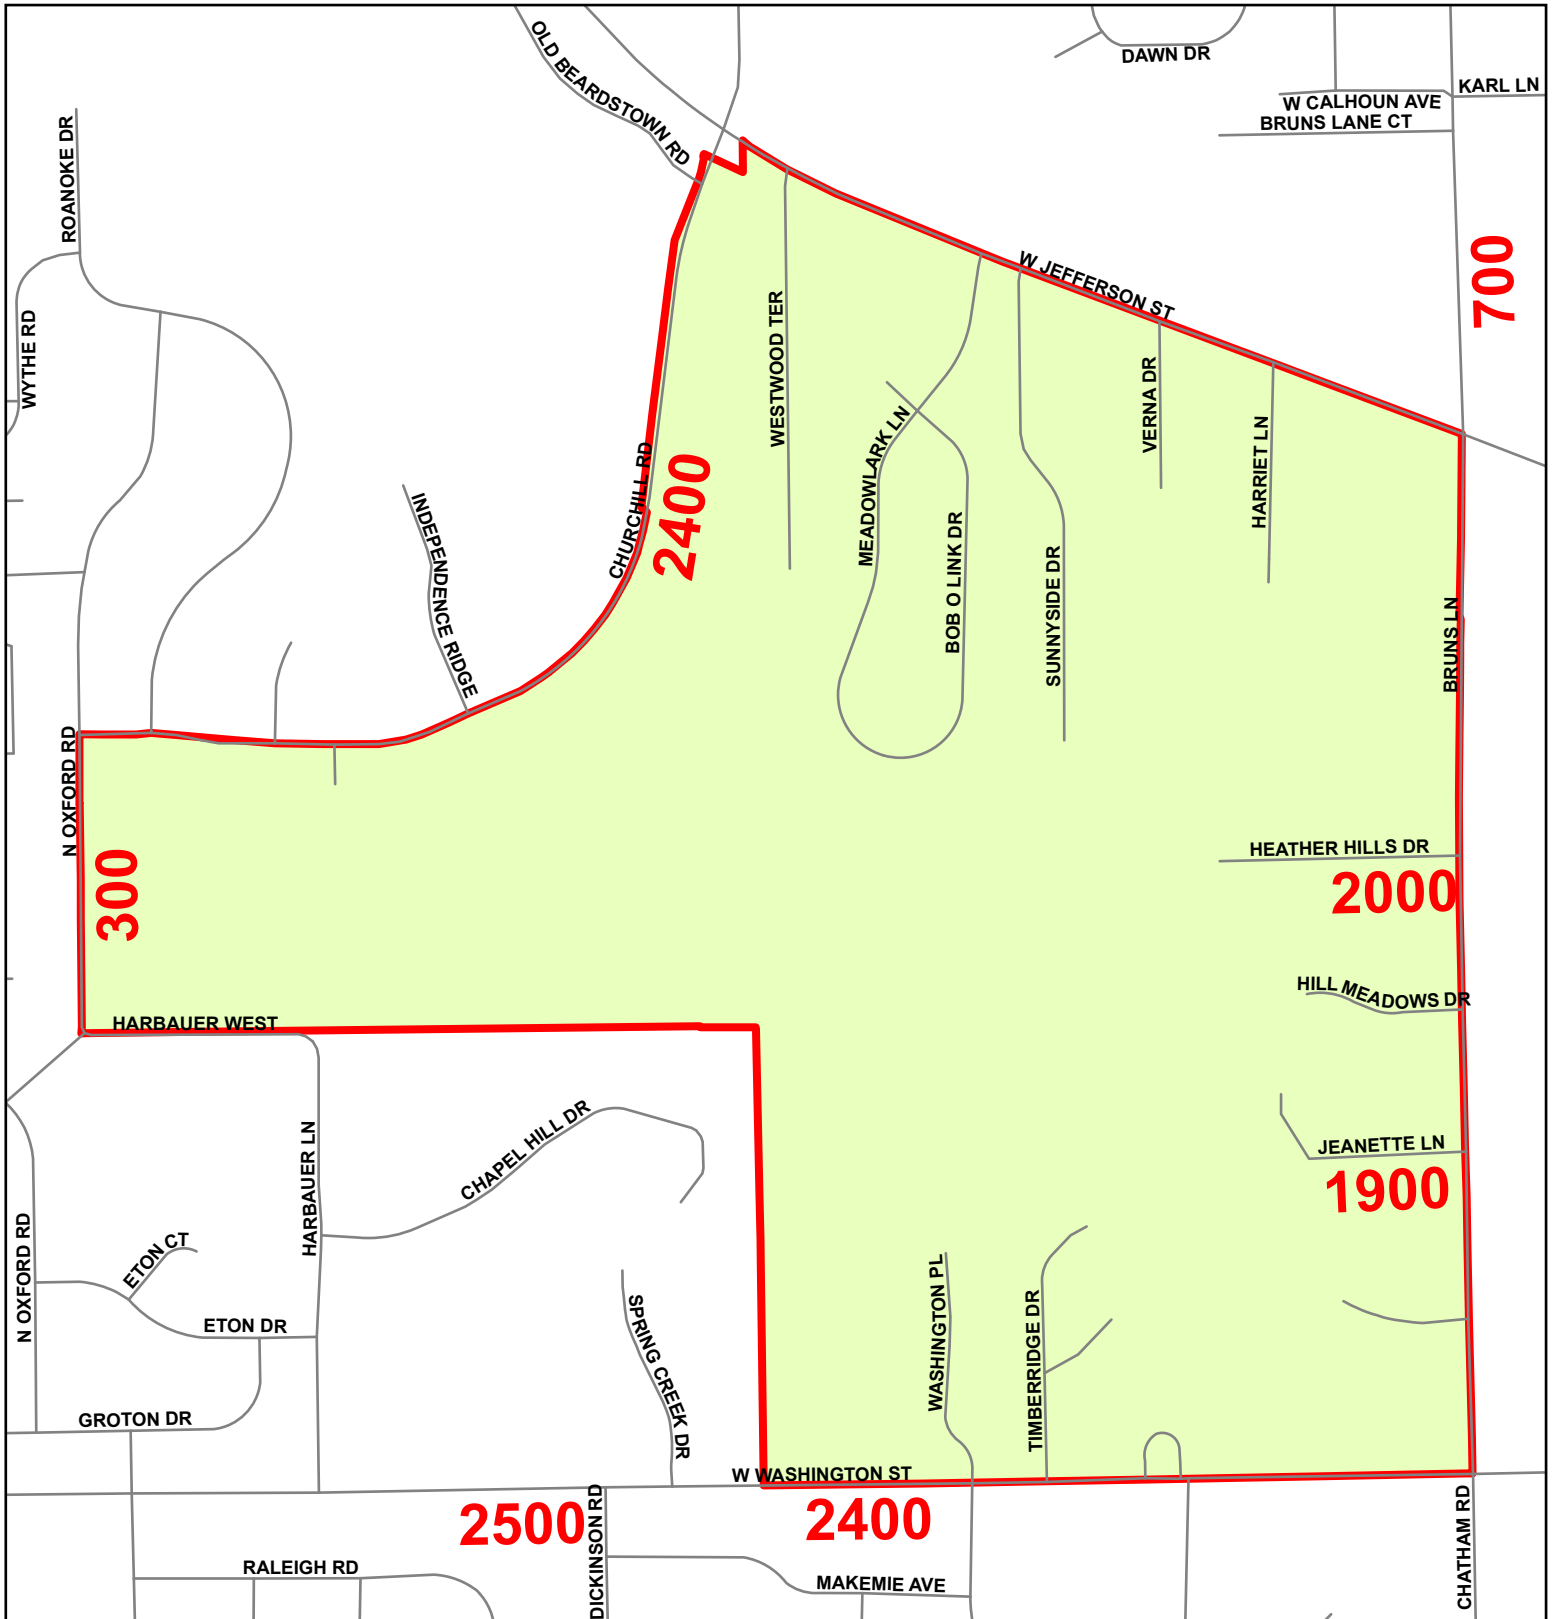 DAWN DR
KARL LN
W CALHOUN AVE
BRUNS LANE CT
OLD BEARDSTOWN RD
ROANOKE DR
WYTHE RD
W JEFFERSON ST
700
WESTWOOD TER
VERNA DR
HARRIET LN
MEADOWLARK LN
CHURCHILL RD
2400
INDEPENDENCE RIDGE
BOB O LINK DR
SUNNYSIDE DR
BRUNS LN
N OXFORD RD
300
HEATHER HILLS DR
2000
HILL MEADOWS DR
HARBAUER WEST
CHAPEL HILL DR
HARBAUER LN
JEANETTE LN
1900
N OXFORD RD
ETON CT
ETON DR
SPRING CREEK DR
WASHINGTON PL
TIMBERRIDGE DR
GROTON DR
W WASHINGTON ST
2500
DICKINSON RD
2400
CHATHAM RD
RALEIGH RD
MAKEMIE AVE